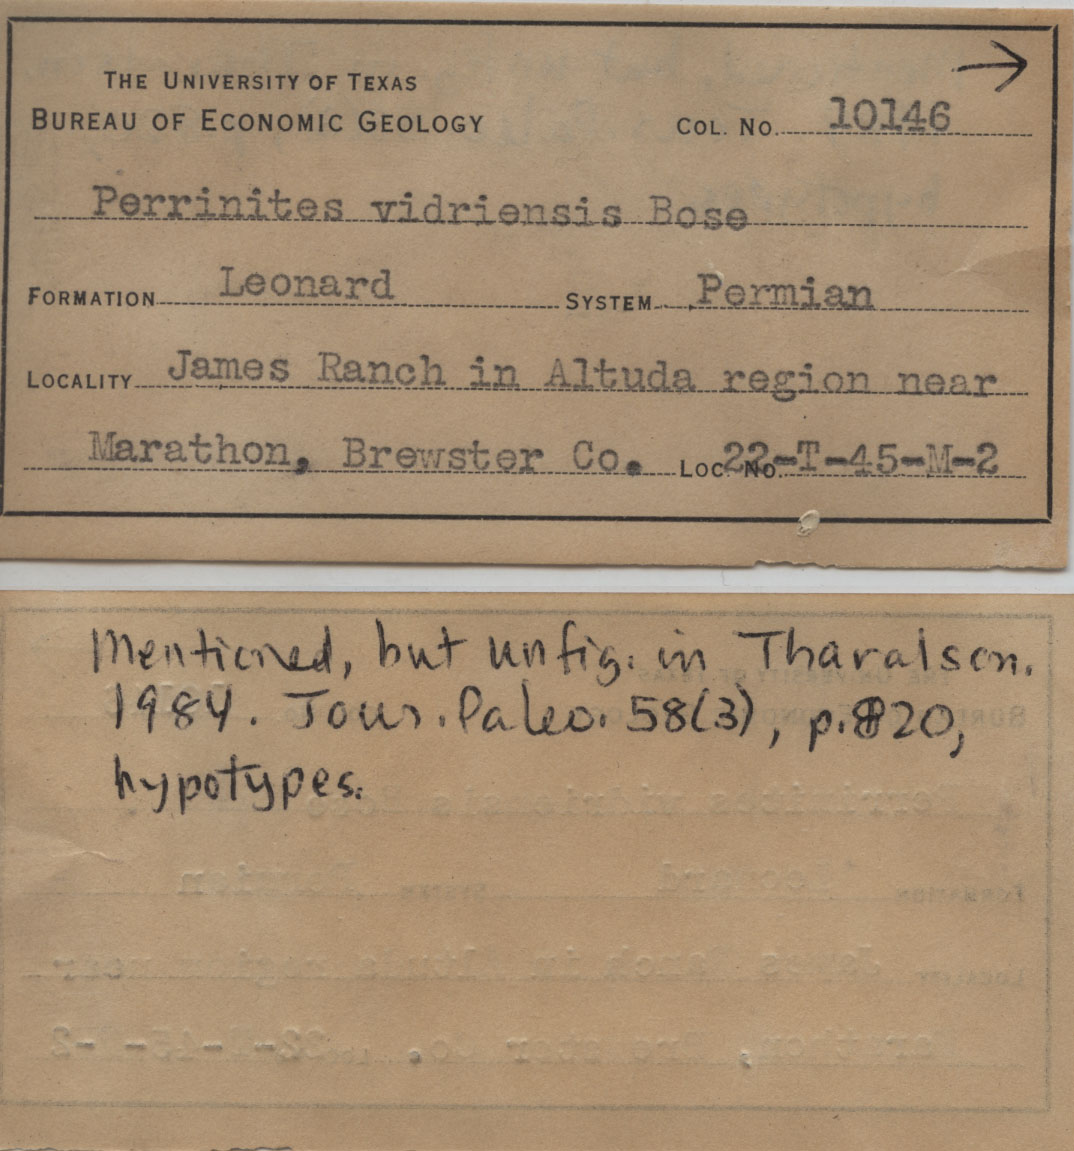 THE UNIVERSITY OF TEXAS
BUREAU OF ECONOMIC GEOLOGY
COL. NO. 10146
Perrinites vidriensis Bose
FORMATION Leonard SYSTEM Permian
LOCALITY James Ranch in Altuda region near
Marathon, Brewster Co. LOC. NO. 22-T-45-M-2
Mentioned, but unfig. in Tharalson.
1984. Jour. Paleo. 58(3), p. 820,
hypotypes.